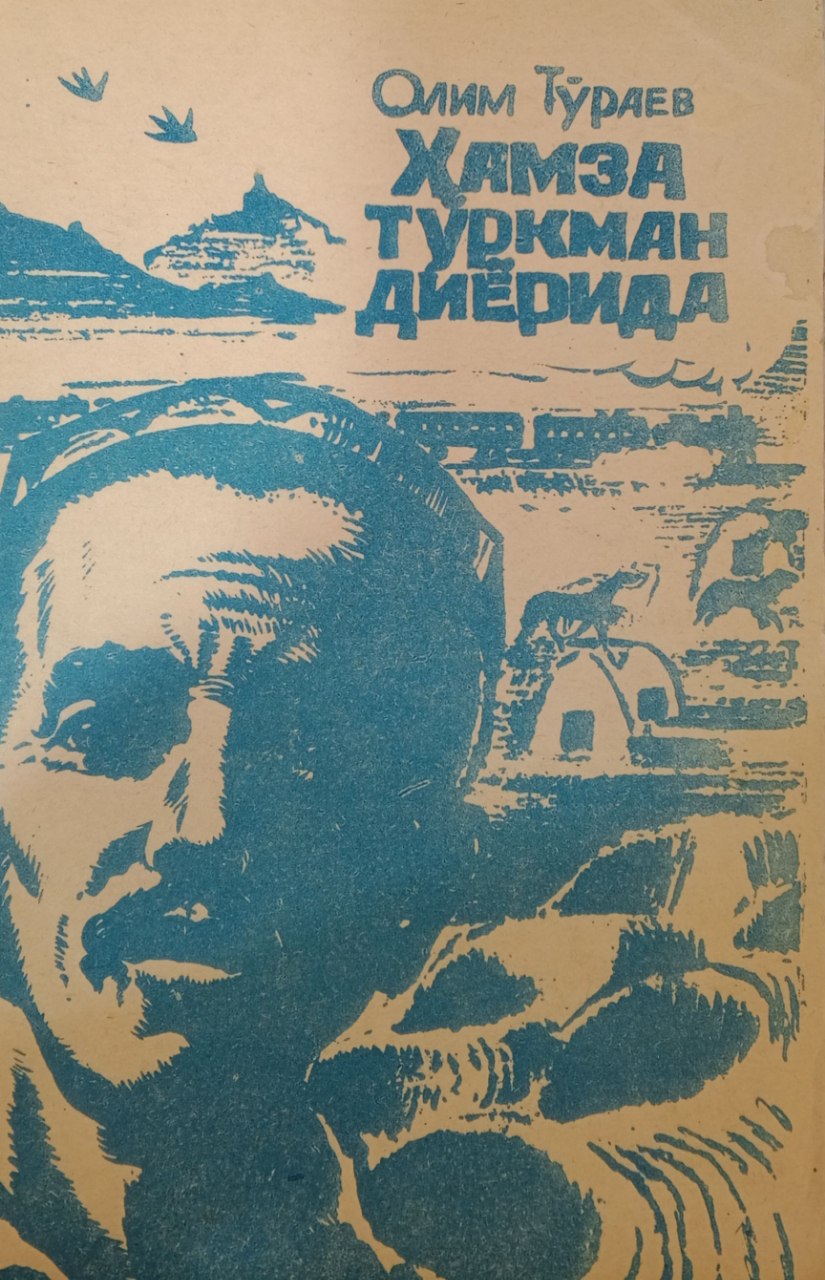 Олим Тўраев
Ҳамза
туркман
диёрида